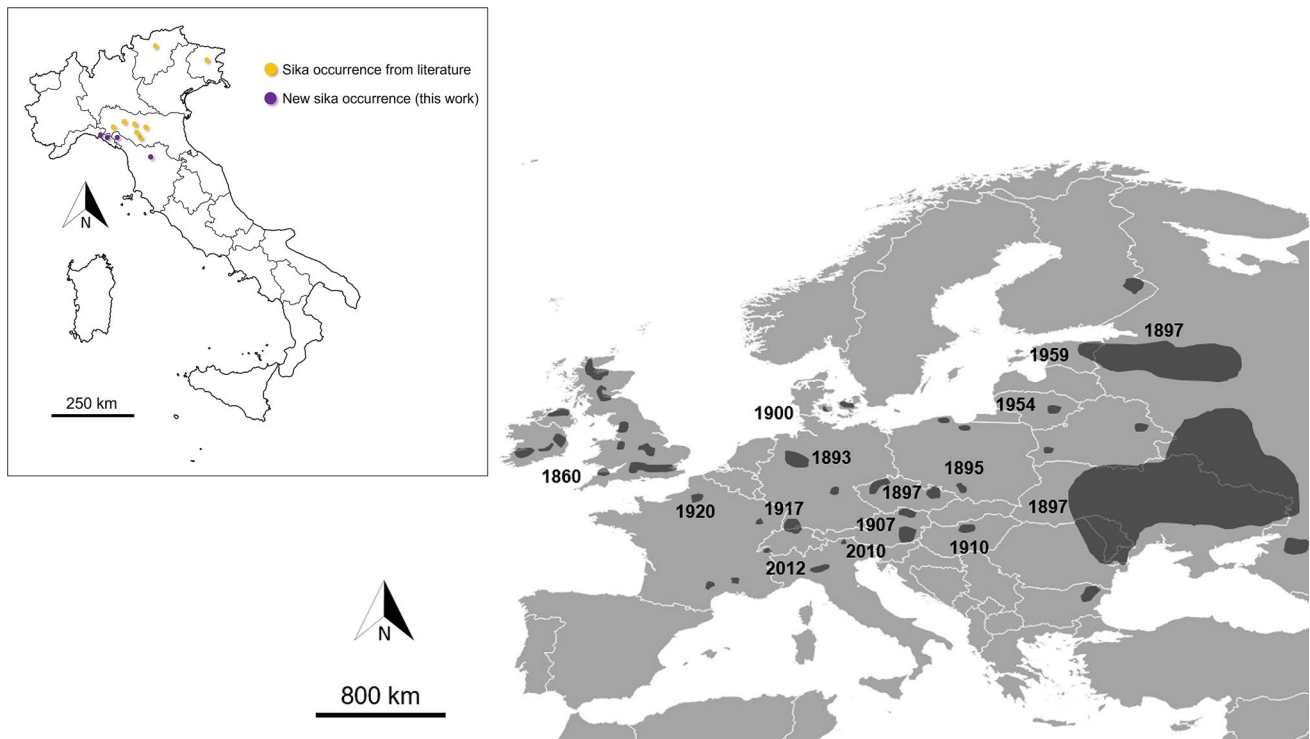 Sika occurrence from literature
New sika occurrence (this work)
N
250 km
1897
1959
1954
1900
1893
1895
1860
1897
1897
1920
1917
1907
1910
2010
2012
N
800 km